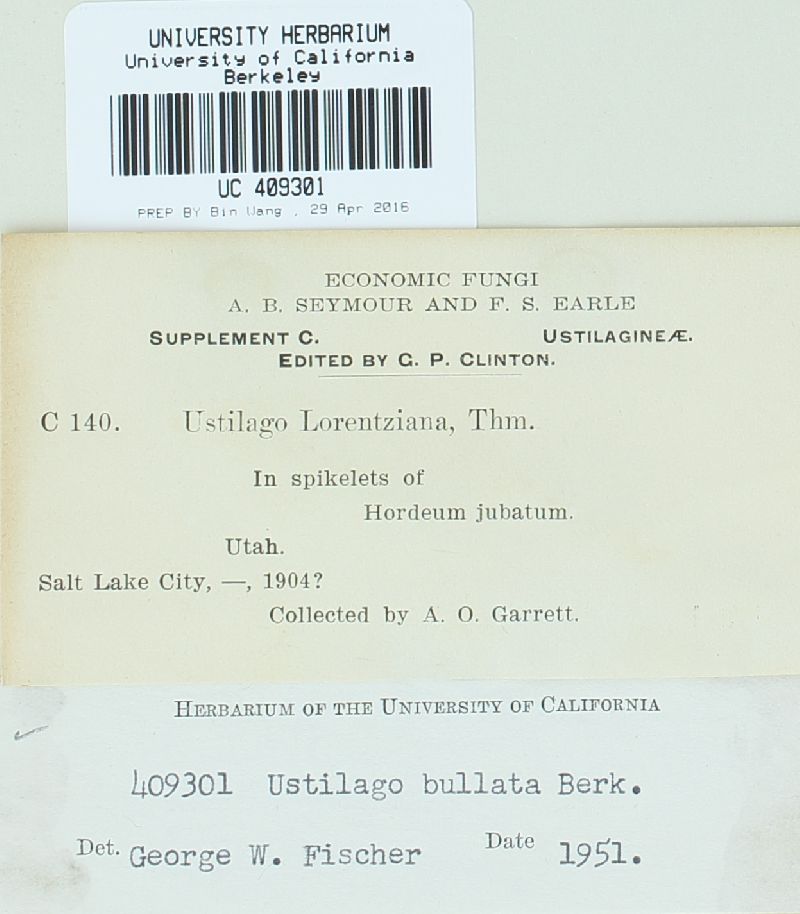 UNIVERSITY HERBARIUM
University of California
Berkeley
UC 409301
PREP BY Bin Wang , 29 Apr 2016
ECONOMIC FUNGI
A. B. SEYMOUR AND F. S. EARLE
SUPPLEMENT C. USTILAGINEÆ.
EDITED BY G. P. CLINTON.
C 140. Ustilago Lorentziana, Thm.
In spikelets of
Hordeum jubatum.
Utah.
Salt Lake City, —, 1904?
Collected by A. O. Garrett.
HERBARIUM OF THE UNIVERSITY OF CALIFORNIA
409301 Ustilago bullata Berk.
Det. George W. Fischer Date 1951.